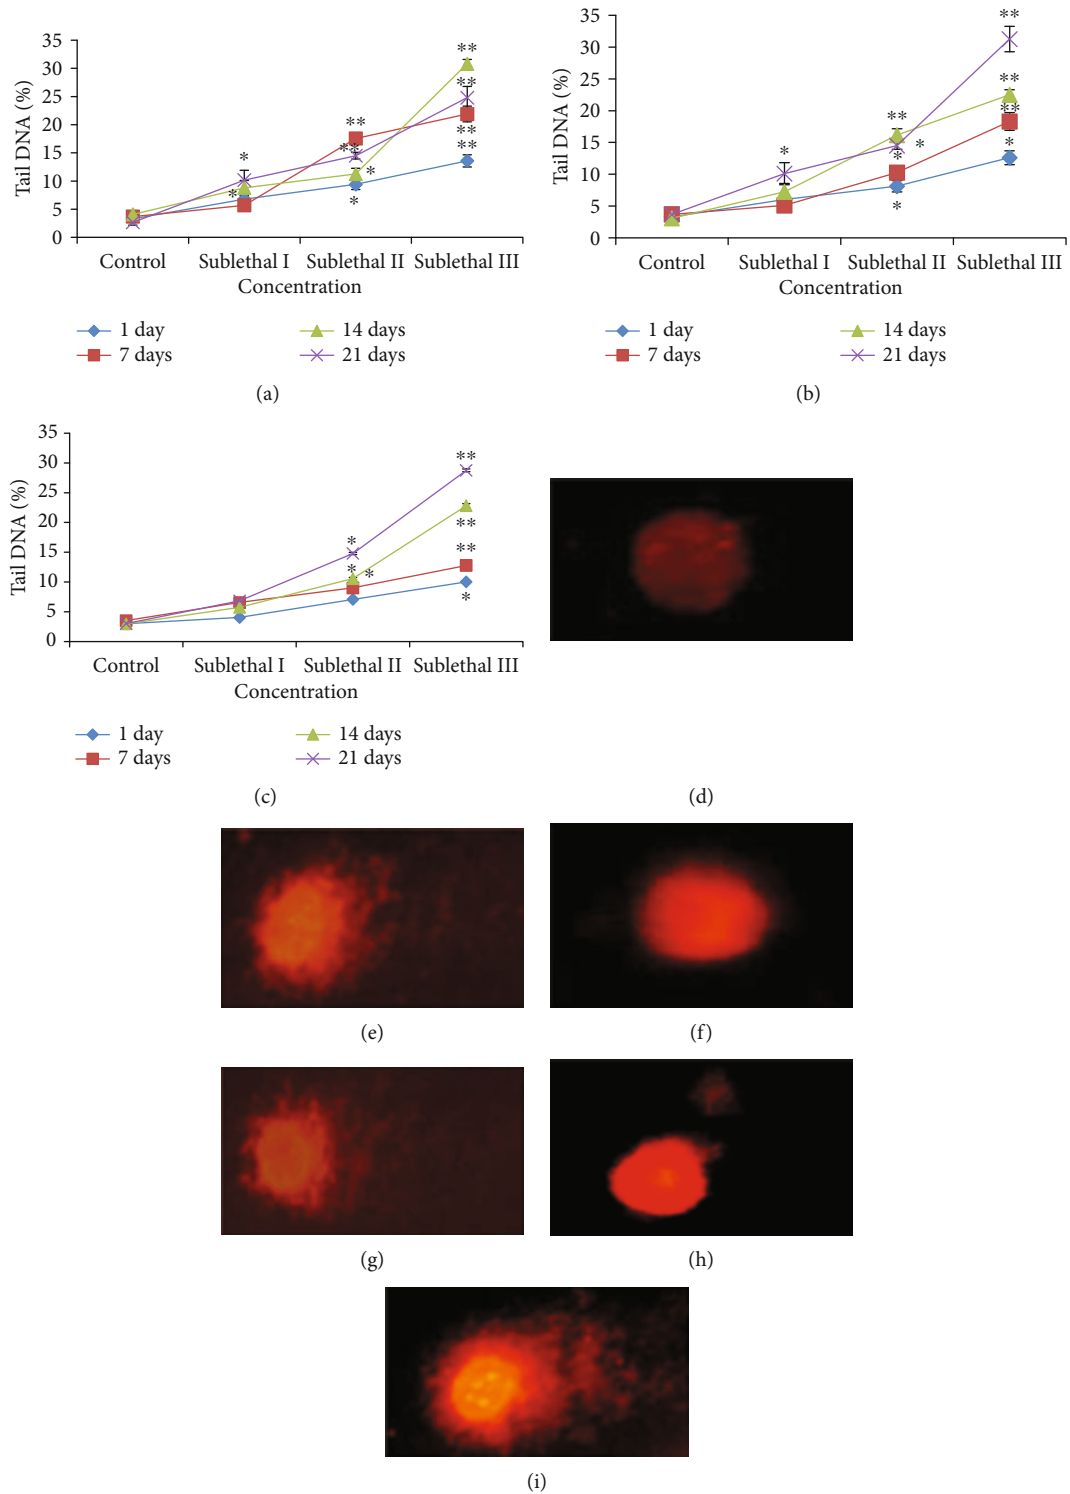 Tail DNA (%)
35
30
25
20
15
10
5
0
** ** ** ** ** ** * * * *
Control Sublethal I Sublethal II Sublethal III
Concentration
1 day 14 days
7 days 21 days
(a)
Tail DNA (%)
35
30
25
20
15
10
5
0
** ** ** ** * * * * *
Control Sublethal I Sublethal II Sublethal III
Concentration
1 day 14 days
7 days 21 days
(b)
Tail DNA (%)
35
30
25
20
15
10
5
0
** ** ** * * * *
Control Sublethal I Sublethal II Sublethal III
Concentration
1 day 14 days
7 days 21 days
(c)
(d)
(e)
(f)
(g)
(h)
(i)